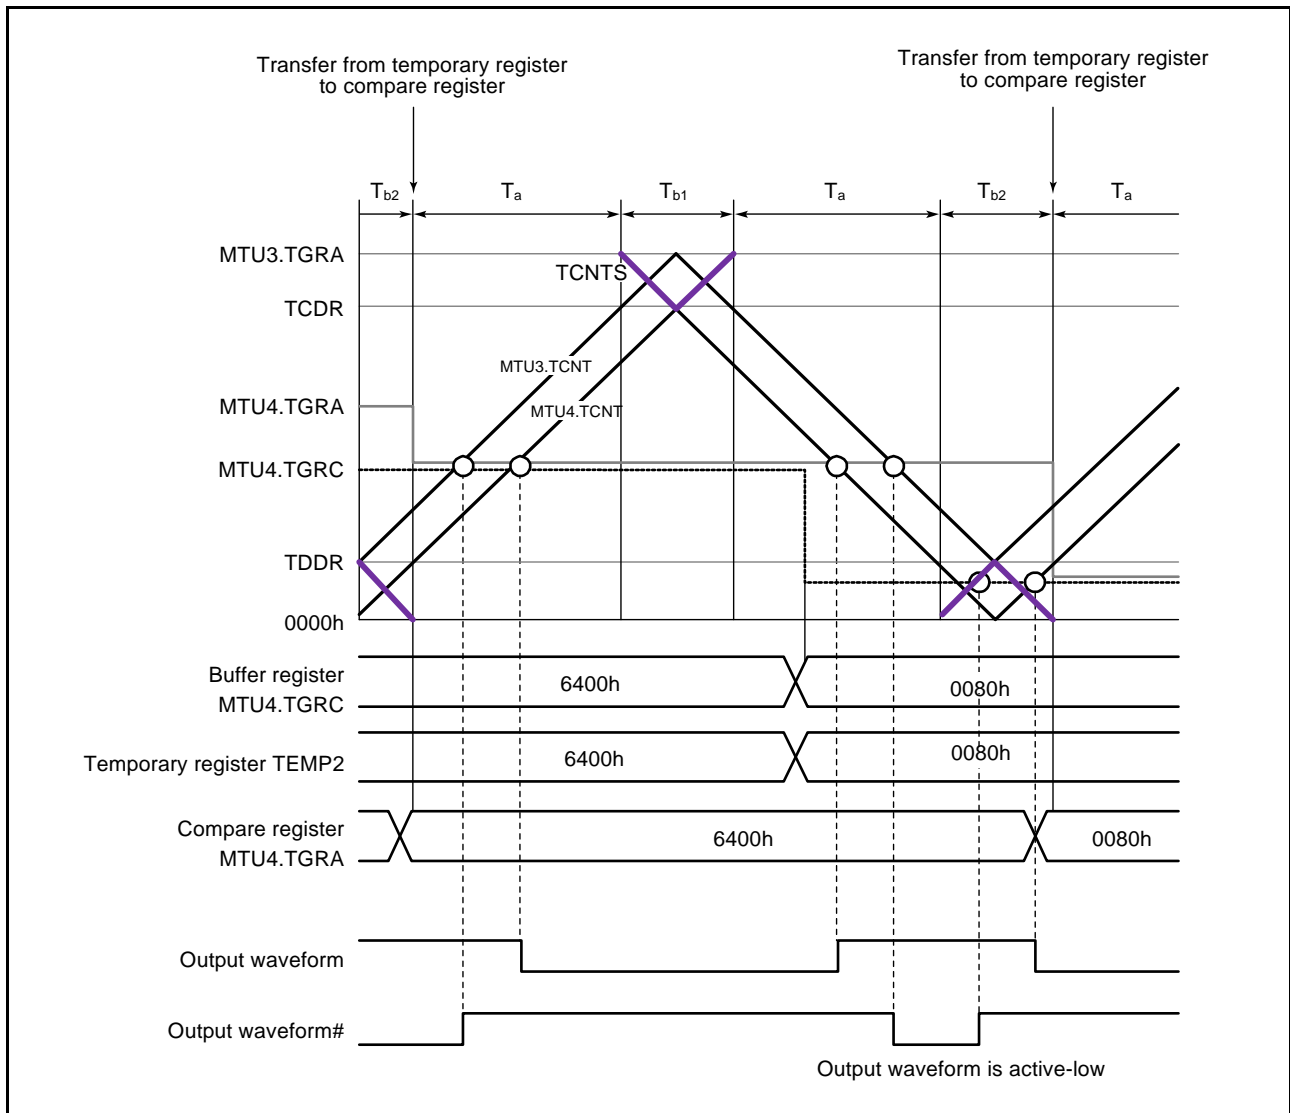 Transfer from temporary register
to compare register
Transfer from temporary register
to compare register
Tb2
Ta
Tb1
Ta
Tb2
Ta
MTU3.TGRA
TCNTS
TCDR
MTU3.TCNT
MTU4.TGRA
MTU4.TCNT
MTU4.TGRC
TDDR
0000h
Buffer register
MTU4.TGRC
6400h
0080h
Temporary register TEMP2
6400h
0080h
Compare register
MTU4.TGRA
6400h
0080h
Output waveform
Output waveform#
Output waveform is active-low